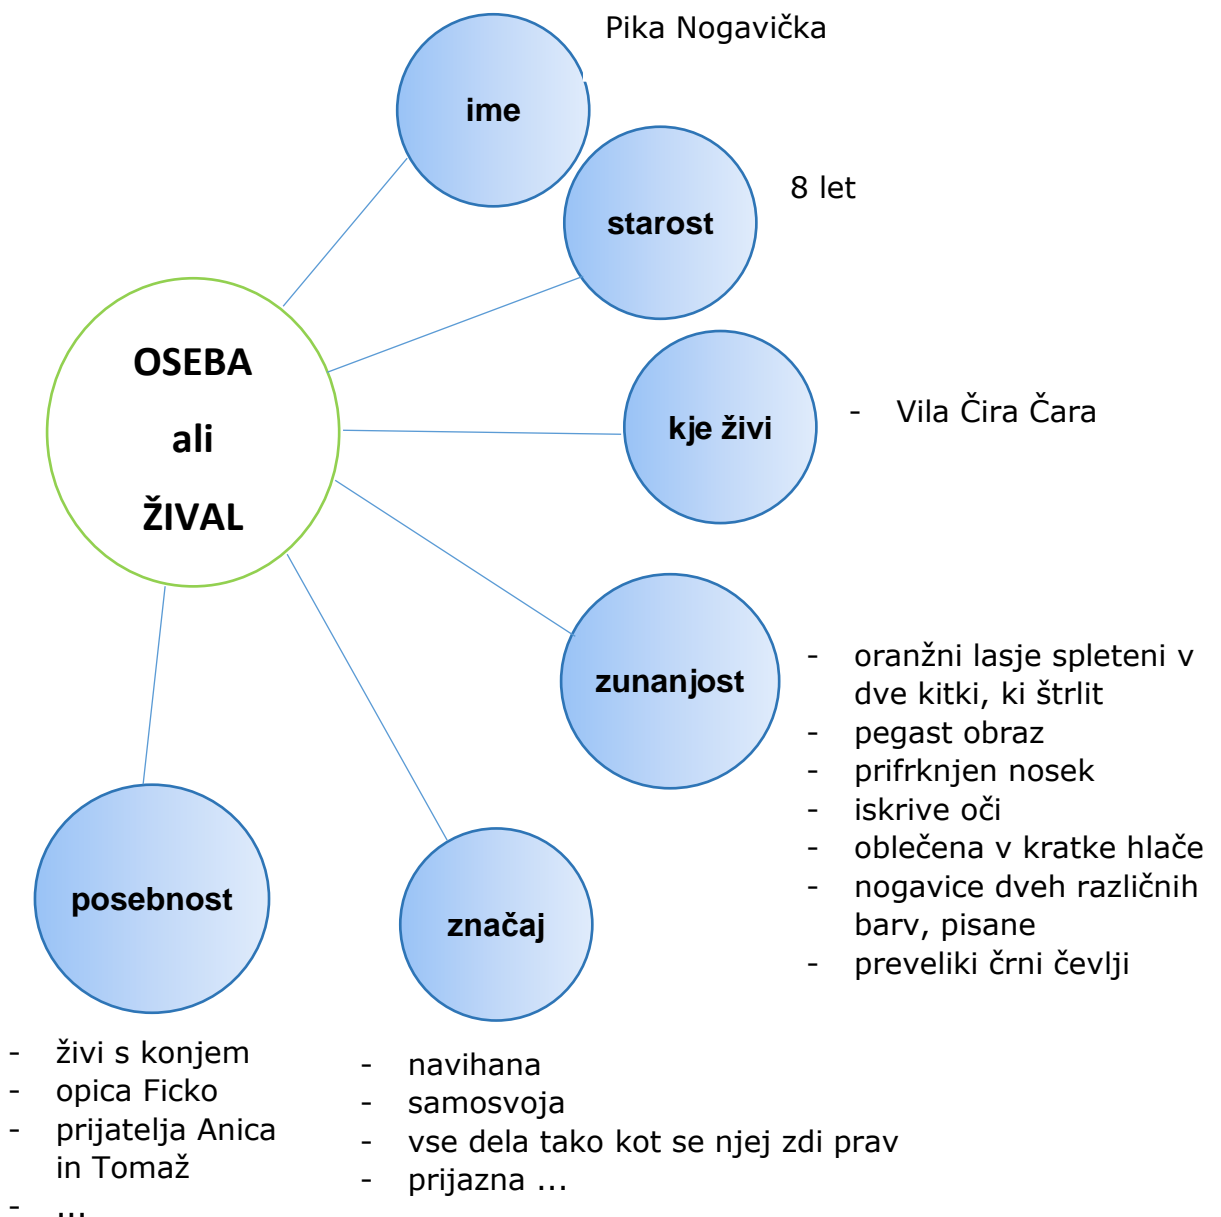 Pika Nogavička
ime
8 let
starost
OSEBA
ali
ŽIVAL
kje živi
- Vila Čira Čara
zunanjost
- oranžni lasje spleteni v
dve kitki, ki štrlit
- pegast obraz
- prifrknjen nosek
- iskrive oči
- oblečena v kratke hlače
- nogavice dveh različnih
barv, pisane
- preveliki črni čevlji
posebnost
- živi s konjem
- opica Ficko
- prijatelja Anica
in Tomaž
- ...
značaj
- navihana
- samosvoja
- vse dela tako kot se njej zdi prav
- prijazna ...